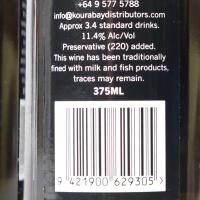 +64 9 577 5788
info@kourabaydistributors.com
Approx 3.4 standard drinks.
11.4% Alc/Vol
Preservative (220) added.
This wine has been traditionally
fined with milk and fish products,
traces may remain.
375ML
9 421900 629305 >